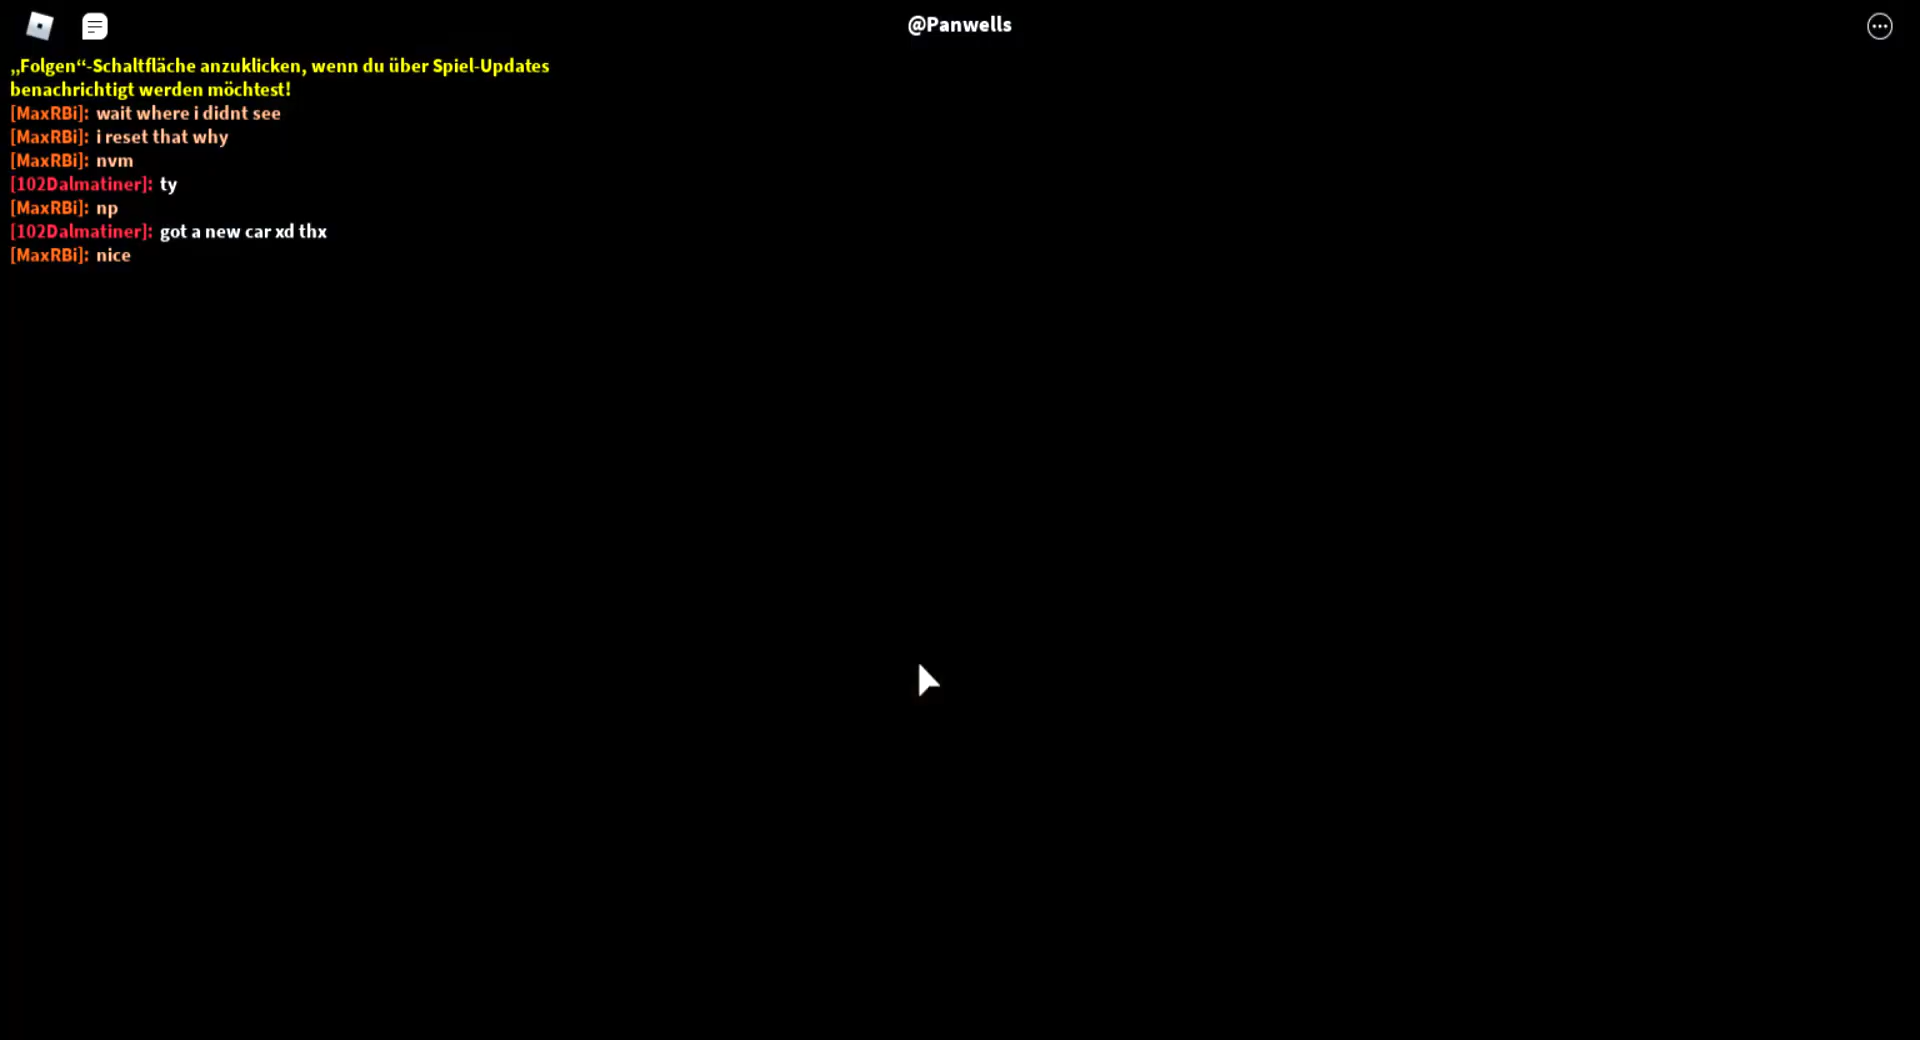 @Panwells
„Folgen“-Schaltfläche anzuklicken, wenn du über Spiel-Updates
benachrichtigt werden möchtest!
[MaxRBi]: wait where i didnt see
[MaxRBi]: i reset that why
[MaxRBi]: nvm
[102Dalmatiner]: ty
[MaxRBi]: np
[102Dalmatiner]: got a new car xd thx
[MaxRBi]: nice